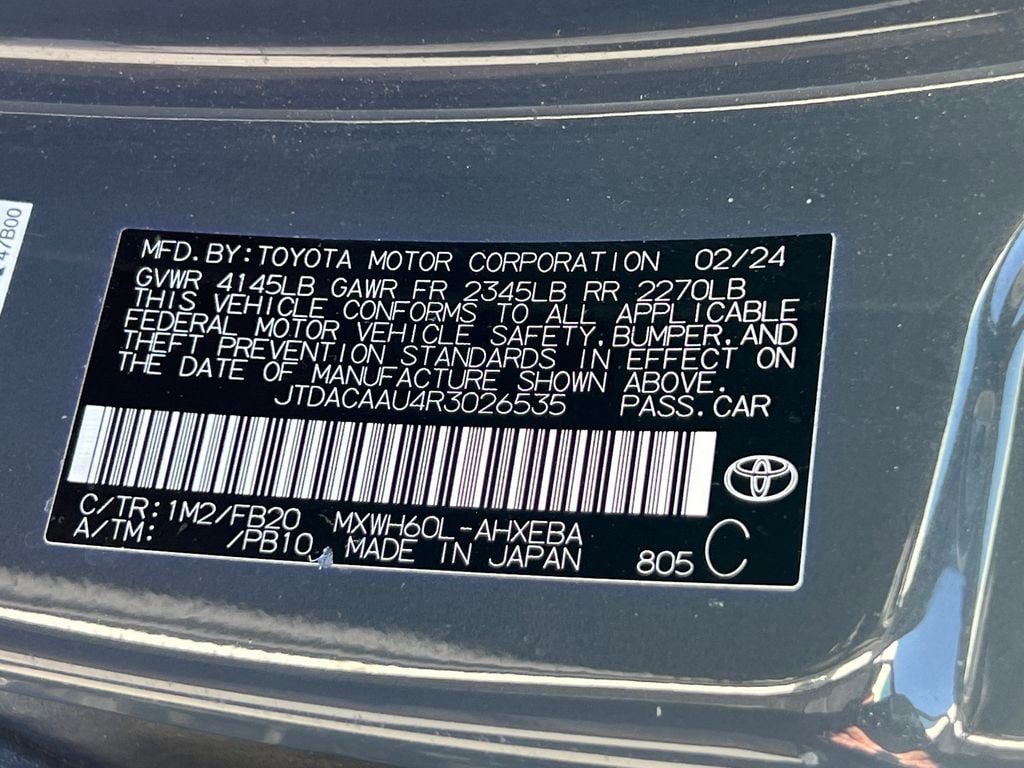 47B00
MFD.BY:TOYOTA MOTOR CORPORATION 02/24
GVWR 4145LB GAWR FR 2345LB RR 2270LB
THIS VEHICLE CONFORMS TO ALL APPLICABLE
FEDERAL MOTOR VEHICLE SAFETY,BUMPER,AND
THEFT PREVENTION STANDARDS IN EFFECT ON
THE DATE OF MANUFACTURE SHOWN ABOVE.
JTDACAAU4R3026535 PASS.CAR
C/TR:1M2/FB20 MXWH60L-AHXEBA
A/TM: /PB10 MADE IN JAPAN 805 C